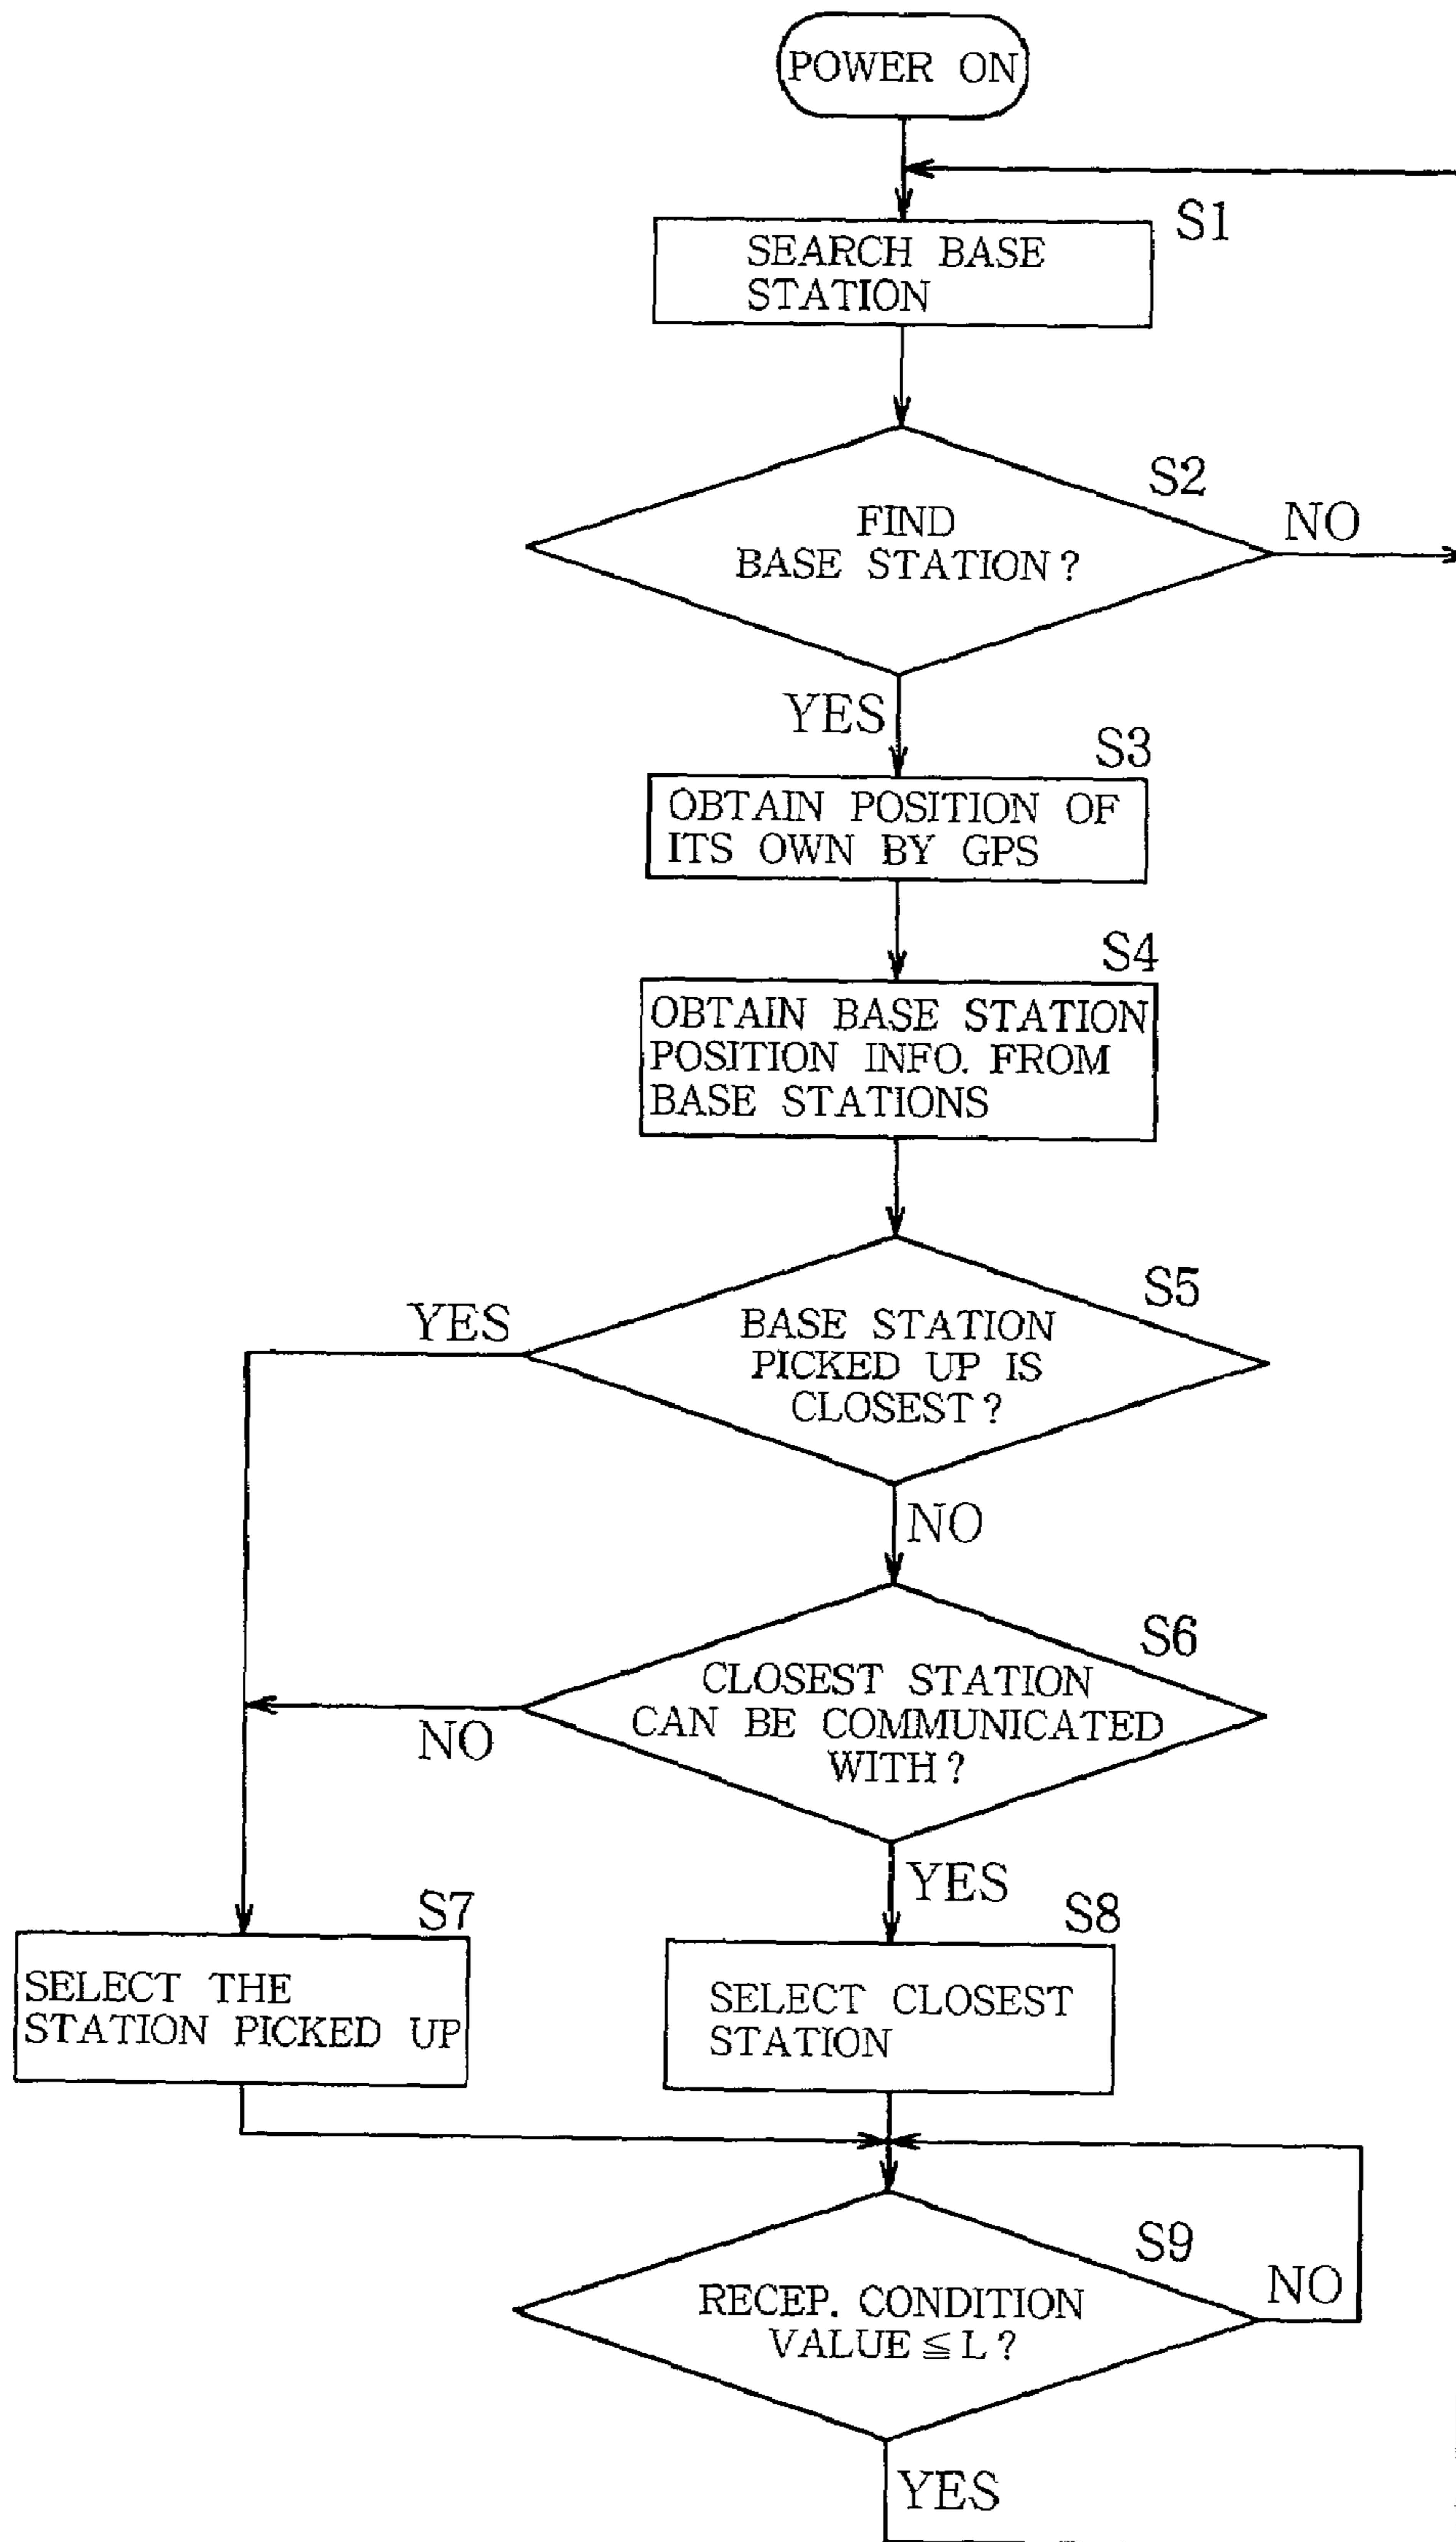 POWER ON
S1
SEARCH BASE
STATION
S2
FIND
BASE STATION?
NO
YES
S3
OBTAIN POSITION OF
ITS OWN BY GPS
S4
OBTAIN BASE STATION
POSITION INFO. FROM
BASE STATIONS
S5
YES
BASE STATION
PICKED UP IS
CLOSEST?
NO
S6
CLOSEST STATION
CAN BE COMMUNICATED
WITH?
NO
YES
S7
S8
SELECT THE
STATION PICKED UP
SELECT CLOSEST
STATION
S9
RECEP. CONDITION
VALUE ≦ L?
NO
YES